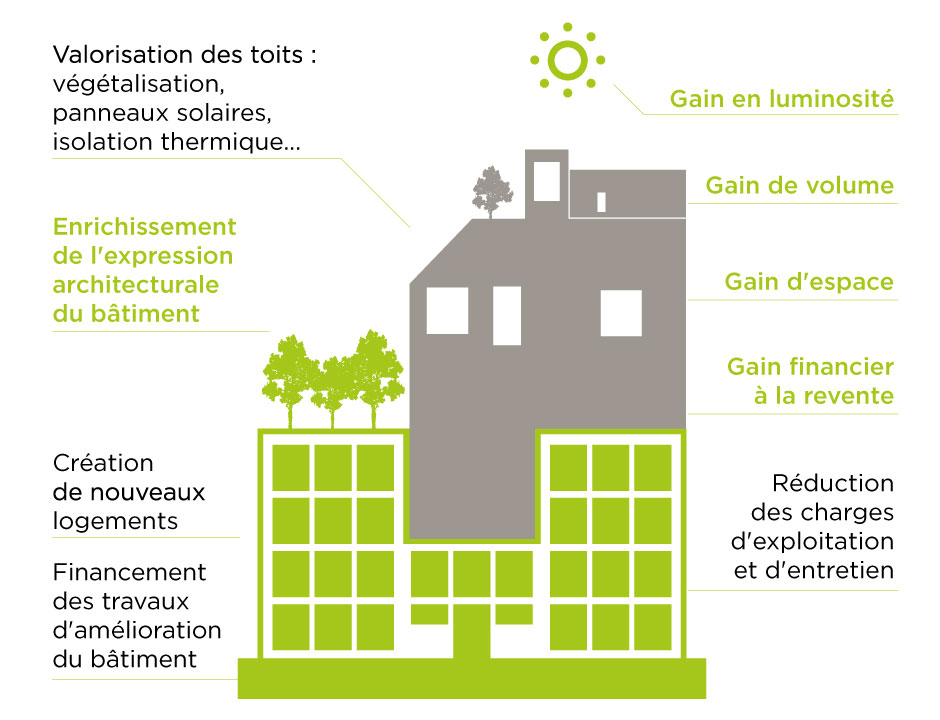 Valorisation des toits :
végétalisation,
panneaux solaires,
isolation thermique...
Enrichissement
de l'expression
architecturale
du bâtiment
Création
de nouveaux
logements
Financement
des travaux
d'amélioration
du bâtiment
Gain en luminosité
Gain de volume
Gain d'espace
Gain financier
à la revente
Réduction
des charges
d'exploitation
et d'entretien